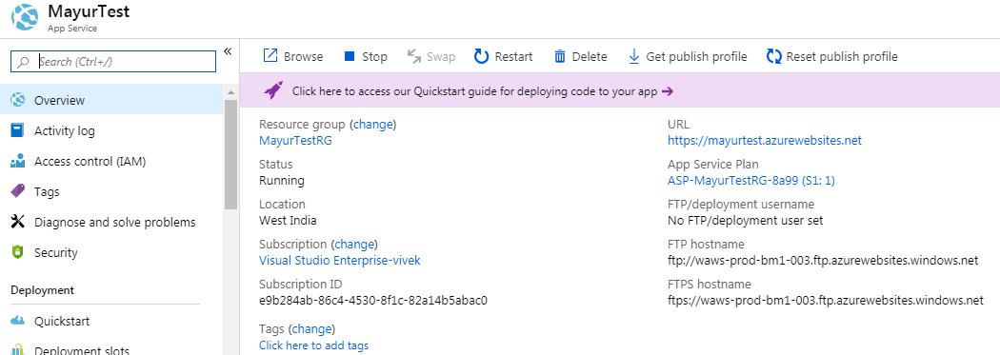 MayurTest
App Service
Search (Ctrl+/)
«
Overview
Activity log
Access control (IAM)
Tags
Diagnose and solve problems
Security
Deployment
Quickstart
Deployment slots
Browse
Stop
Swap
Restart
Delete
Get publish profile
Reset publish profile
Click here to access our Quickstart guide for deploying code to your app →
Resource group (change)
MayurTestRG
Status
Running
Location
West India
Subscription (change)
Visual Studio Enterprise-vivek
Subscription ID
e9b284ab-86c4-4530-8f1c-82a14b5abac0
Tags (change)
Click here to add tags
URL
https://mayurtest.azurewebsites.net
App Service Plan
ASP-MayurTestRG-8a99 (S1: 1)
FTP/deployment username
No FTP/deployment user set
FTP hostname
ftp://waws-prod-bm1-003.ftp.azurewebsites.windows.net
FTPS hostname
ftps://waws-prod-bm1-003.ftp.azurewebsites.windows.net